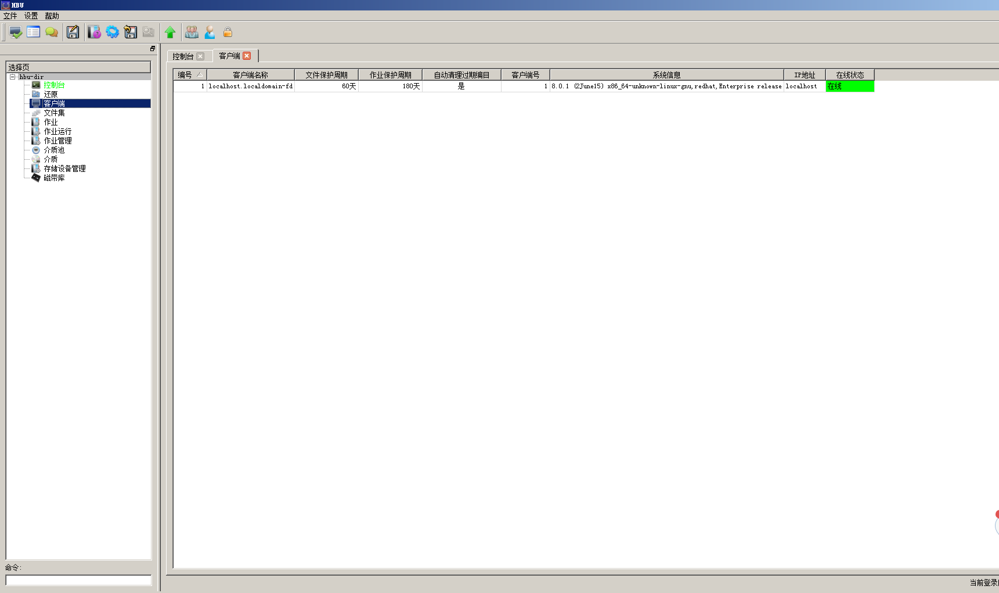 HBU
文件 设置 帮助
选择页
hbu-dir
控制台
还原
客户端
文件集
作业
作业运行
作业管理
介质池
介质
存储设备管理
磁带库
命令:
控制台 客户端
编号 客户端名称 文件保护周期 作业保护周期 自动清理过期编目 客户端号 系统信息 IP地址 在线状态
1 localhost.localdomain-fd 60天 180天 是 1 8.0.1 (2June15) x86_64-unknown-linux-gnu,redhat,Enterprise release localhost 在线
当前登录